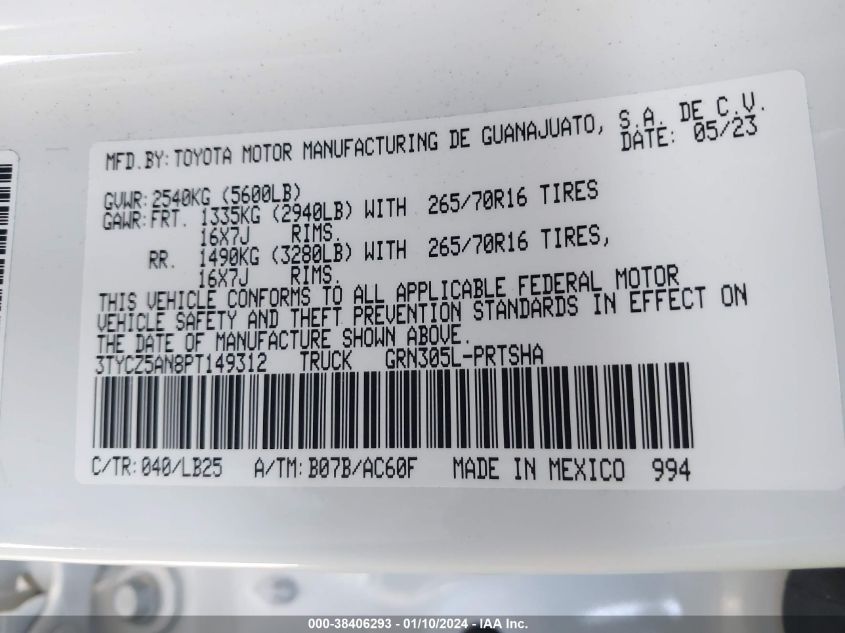 MFD.BY: TOYOTA MOTOR MANUFACTURING DE GUANAJUATO, S.A. DE C.V.
DATE: 05/23
GVWR: 2540KG (5600LB)
GAWR: FRT. 1335KG (2940LB) WITH 265/70R16 TIRES
16X7J RIMS.
RR. 1490KG (3280LB) WITH 265/70R16 TIRES,
16X7J RIMS.
THIS VEHICLE CONFORMS TO ALL APPLICABLE FEDERAL MOTOR
VEHICLE SAFETY AND THEFT PREVENTION STANDARDS IN EFFECT ON
THE DATE OF MANUFACTURE SHOWN ABOVE.
3TYCZ5AN8PT149312 TRUCK GRN305L-PRTSHA
C/TR: 040/LB25 A/TM: B07B/AC60F MADE IN MEXICO 994
000-38406293 - 01/10/2024 - IAA Inc.